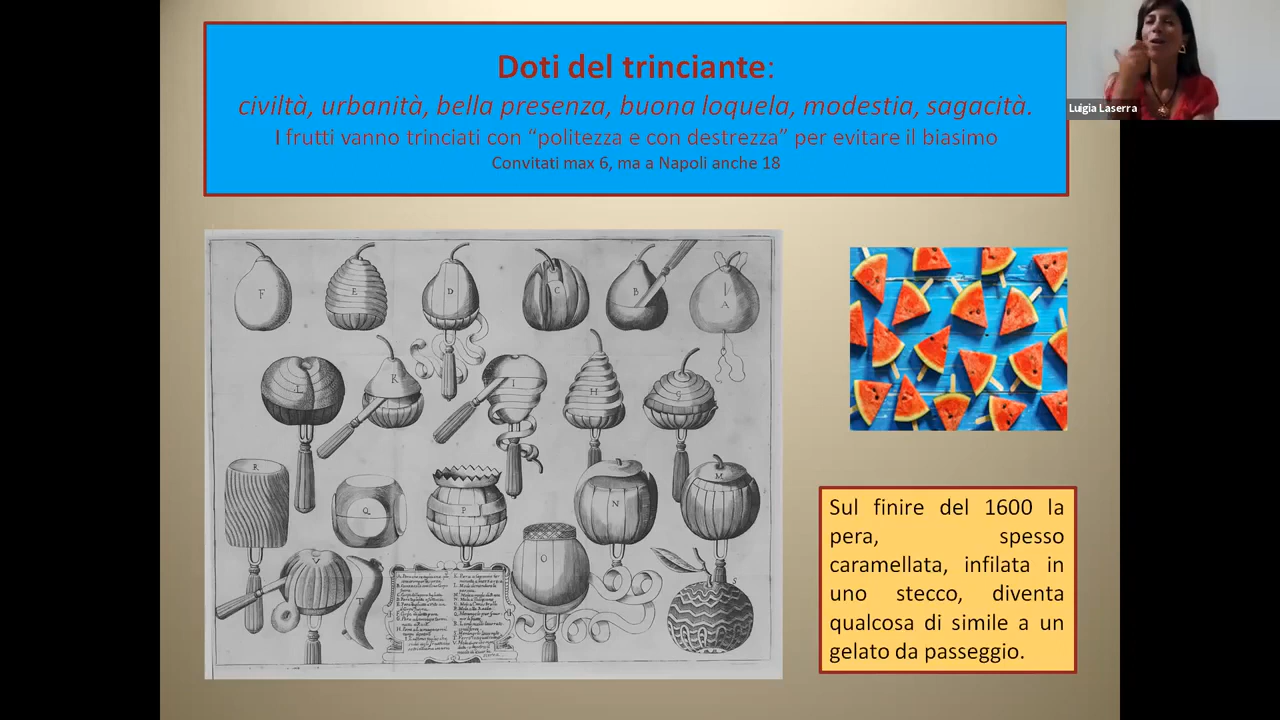 Doti del trinciante:
civiltà, urbanità, bella presenza, buona loquela, modestia, sagacità.
I frutti vanno trinciati con “politezza e con destrezza” per evitare il biasimo
Convitati max 6, ma a Napoli anche 18
Luigia Laserra
F E D C B A
L R I H G
R Q P N M
O
V T S
Sul finire del 1600 la
pera, spesso
caramellata, infilata in
uno stecco, diventa
qualcosa di simile a un
gelato da passeggio.